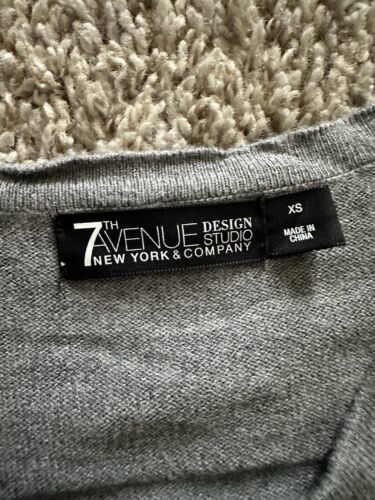 7TH AVENUE DESIGN STUDIO
NEW YORK & COMPANY
XS
MADE IN
CHINA